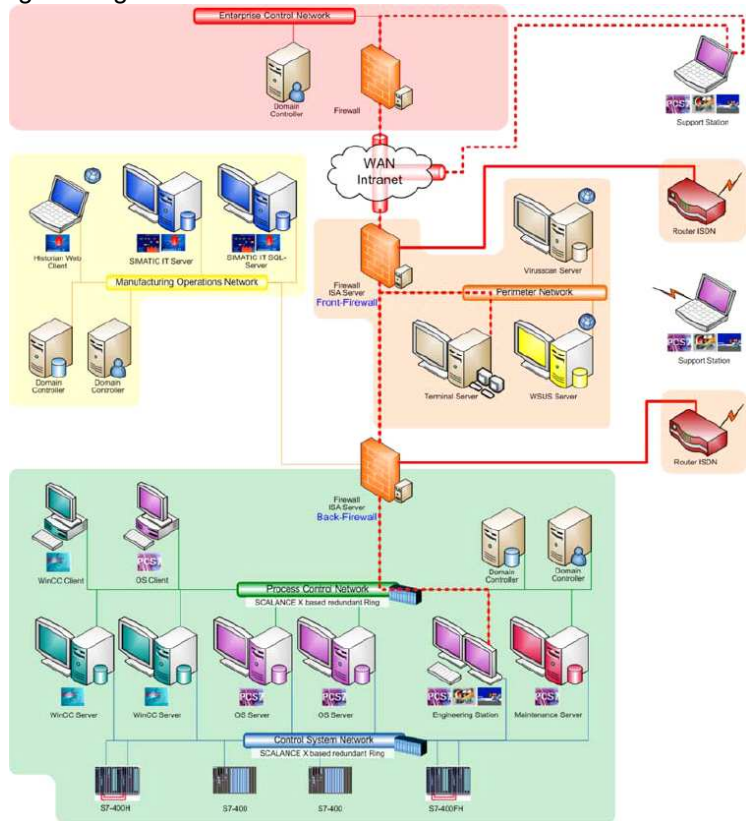 Enterprise Control Network
Domain
Controller
Firewall
Support Station
WAN
Intranet
Historian Web
Client
SIMATIC IT Server
SIMATIC IT SQL-
Server
Manufacturing Operations Network
Domain
Controller
Domain
Controller
Firewall
ISA Server
Front-Firewall
Virusscan Server
Perimeter Network
Terminal Server
WSUS Server
Router ISDN
Support Station
Router ISDN
Firewall
ISA Server
Back-Firewall
WinCC Client
OS Client
Domain
Controller
Domain
Controller
Process Control Network
SCALANCE X based redundant Ring
WinCC Server
WinCC Server
OS Server
OS Server
Engineering Station
Maintenence Server
Control System Network
SCALANCE X based redundant Ring
S7-400H
S7-400
S7-400
S7-400FH